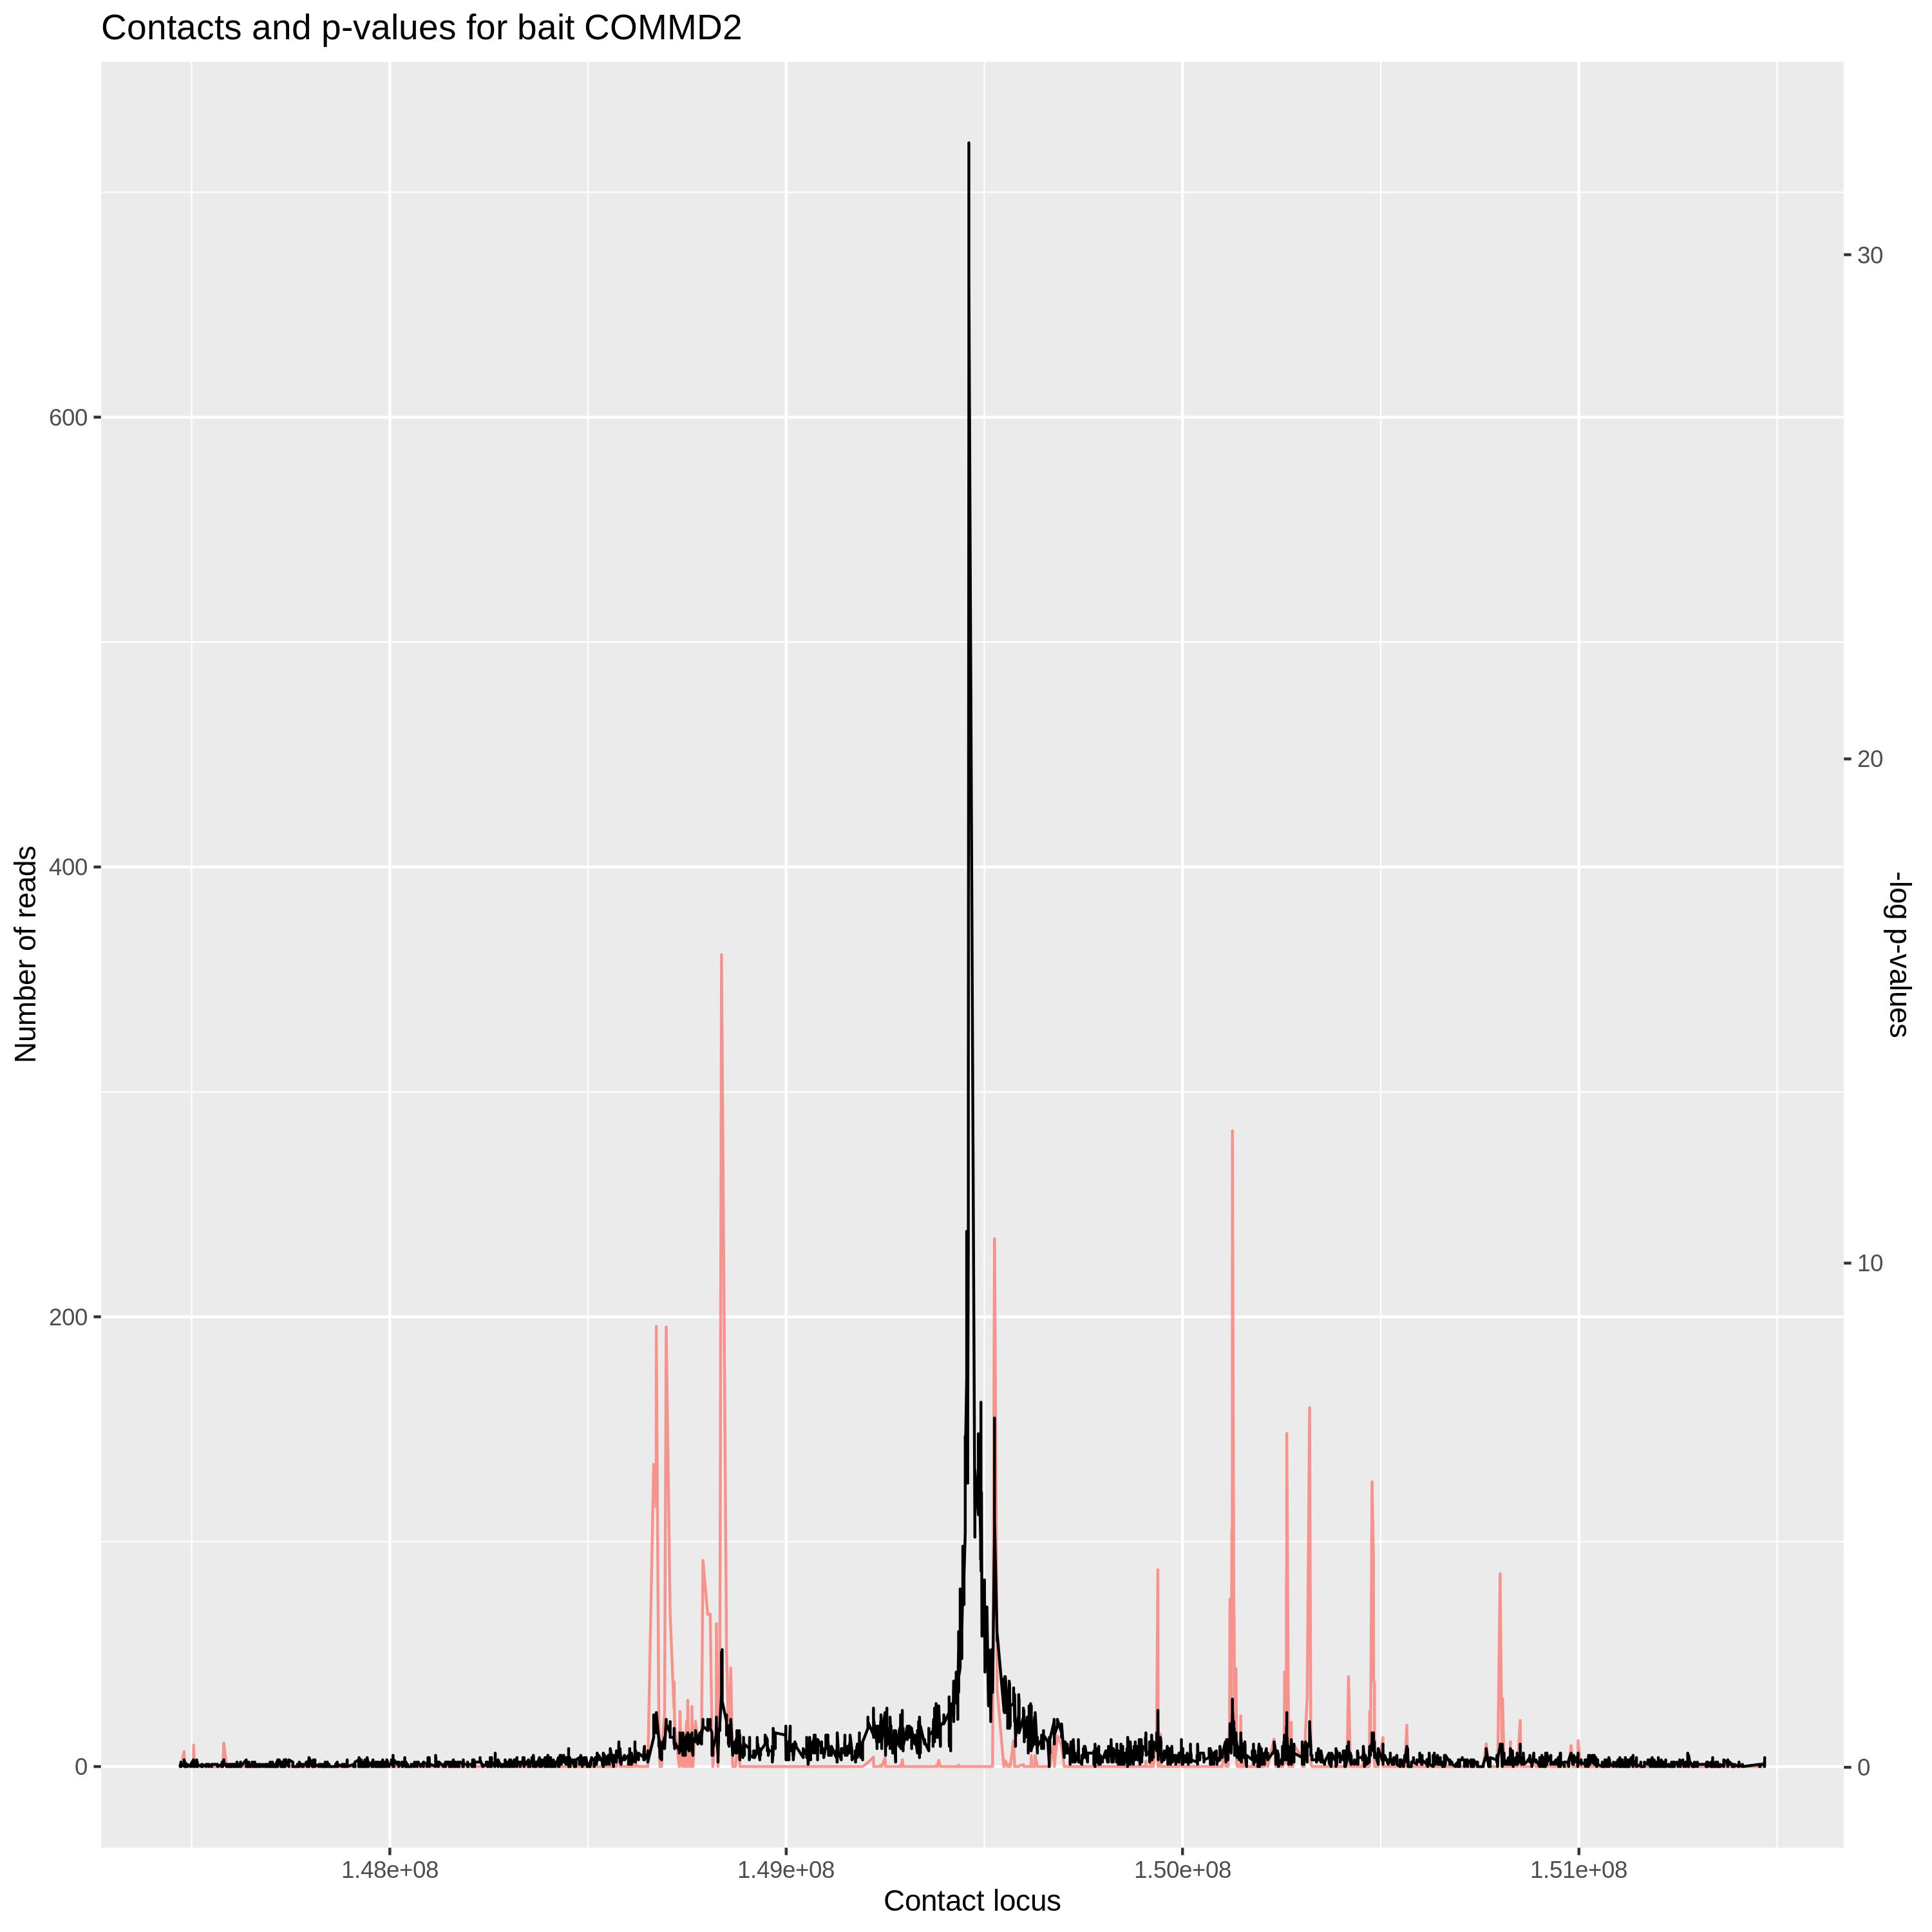 Contacts and p-values for bait COMMD2
600
400
200
0
Number of reads
30
20
10
0
-log p-values
1.48e+08
1.49e+08
1.50e+08
1.51e+08
Contact locus